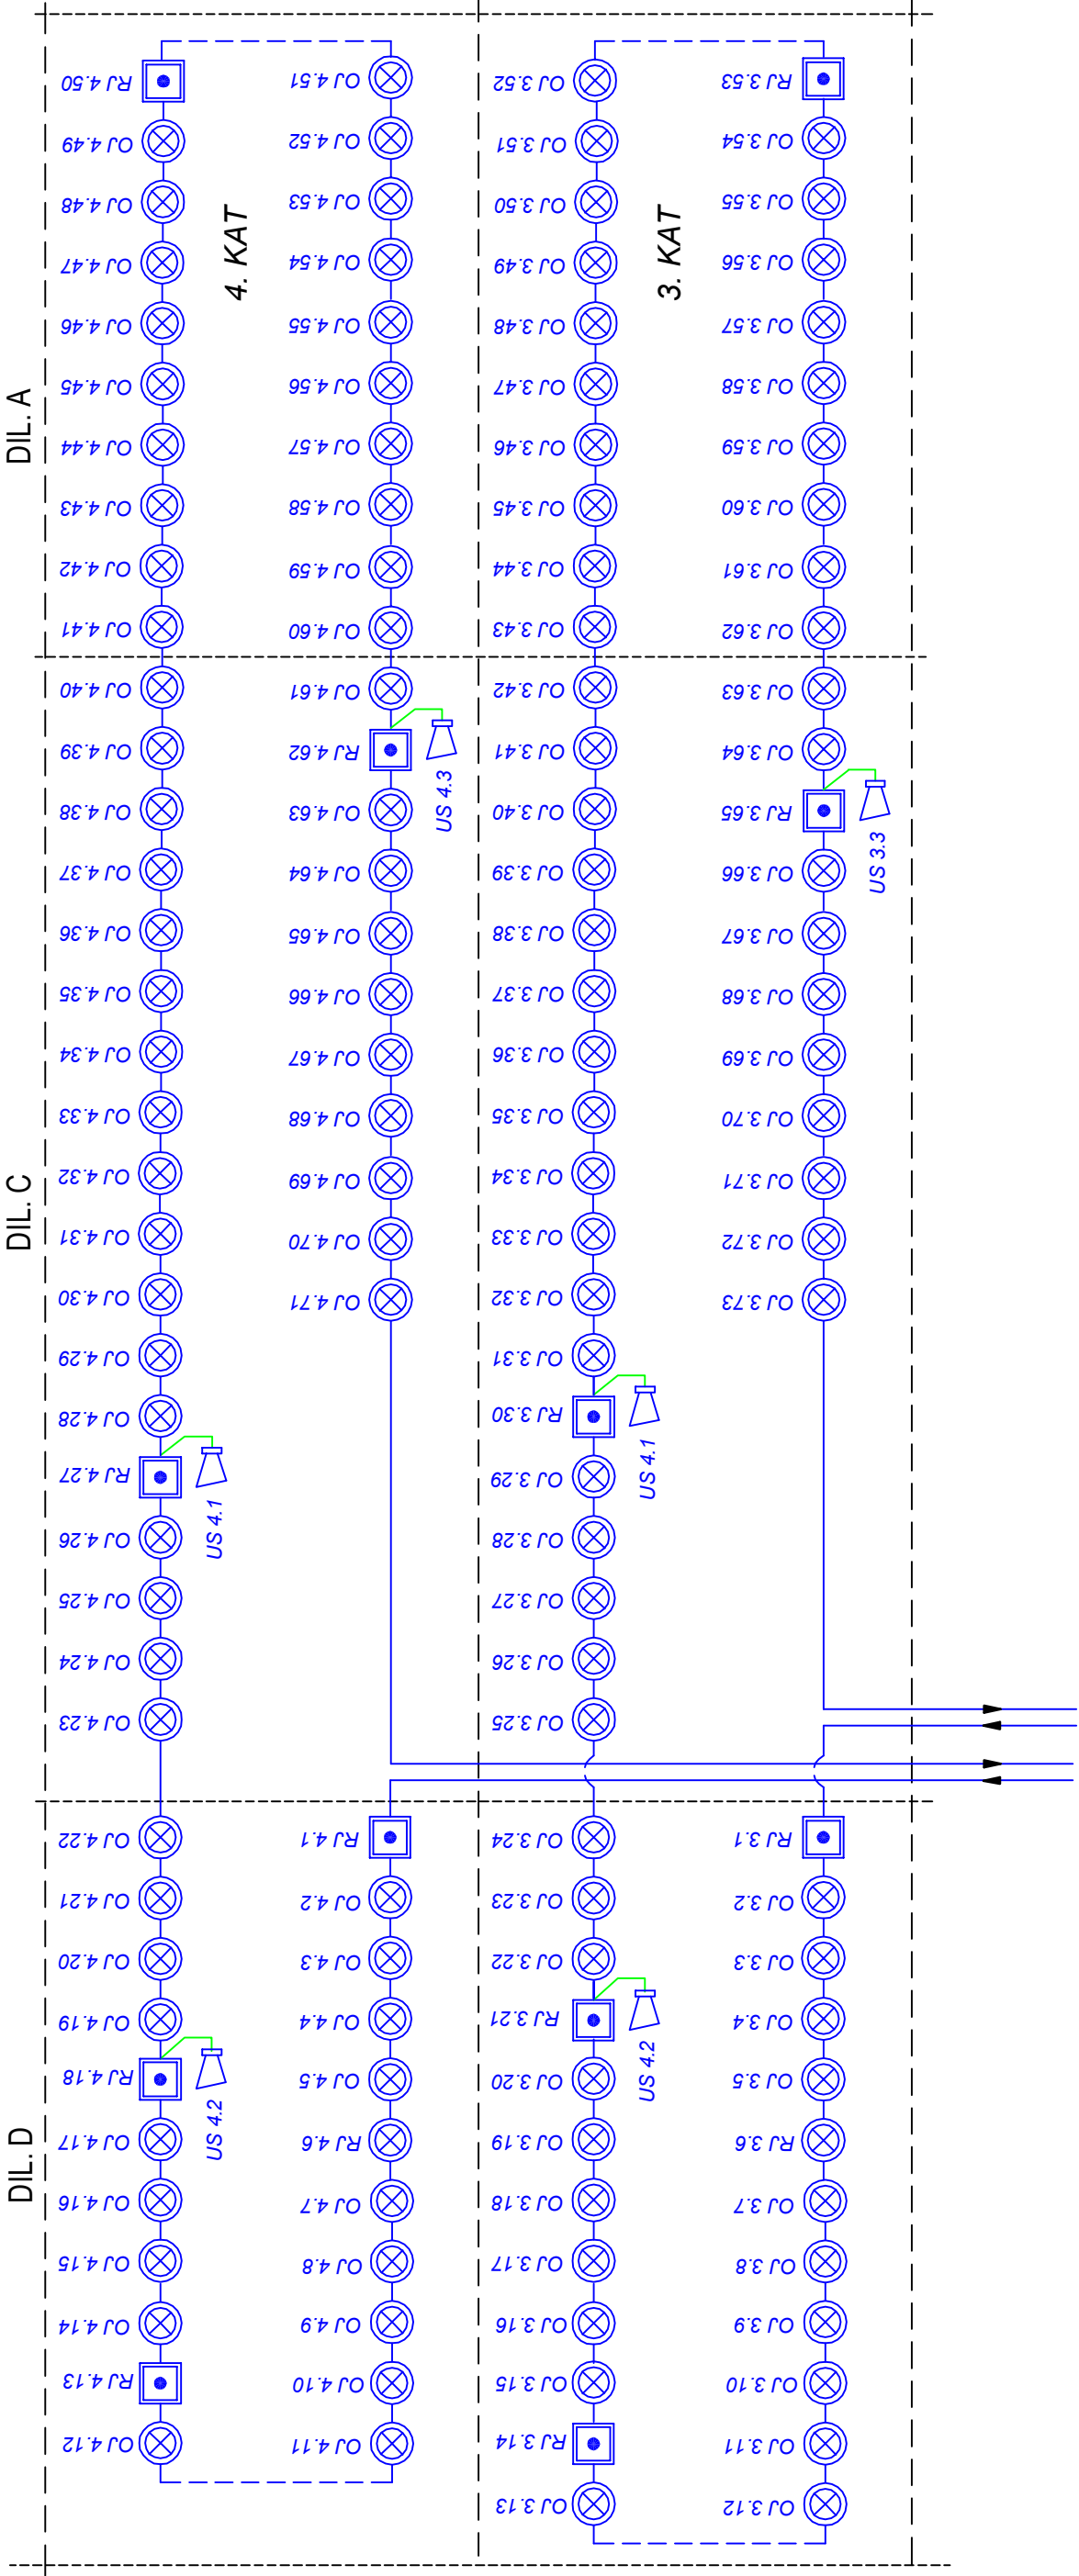 DIL. A
DIL. C
DIL. D
4. KAT
3. KAT
RJ 4.50
OJ 4.49
OJ 4.48
OJ 4.47
OJ 4.46
OJ 4.45
OJ 4.44
OJ 4.43
OJ 4.42
OJ 4.41
OJ 4.40
OJ 4.39
OJ 4.38
OJ 4.37
OJ 4.36
OJ 4.35
OJ 4.34
OJ 4.33
OJ 4.32
OJ 4.31
OJ 4.30
OJ 4.29
OJ 4.28
RJ 4.27
US 4.1
OJ 4.26
OJ 4.25
OJ 4.24
OJ 4.23
OJ 4.22
OJ 4.21
OJ 4.20
OJ 4.19
RJ 4.18
US 4.2
OJ 4.17
OJ 4.16
OJ 4.15
OJ 4.14
RJ 4.13
OJ 4.12
OJ 4.51
OJ 4.52
OJ 4.53
OJ 4.54
OJ 4.55
OJ 4.56
OJ 4.57
OJ 4.58
OJ 4.59
OJ 4.60
OJ 4.61
RJ 4.62
US 4.3
OJ 4.63
OJ 4.64
OJ 4.65
OJ 4.66
OJ 4.67
OJ 4.68
OJ 4.69
OJ 4.70
OJ 4.71
RJ 4.1
OJ 4.2
OJ 4.3
OJ 4.4
OJ 4.5
RJ 4.6
OJ 4.7
OJ 4.8
OJ 4.9
OJ 4.10
OJ 4.11
OJ 3.52
OJ 3.51
OJ 3.50
OJ 3.49
OJ 3.48
OJ 3.47
OJ 3.46
OJ 3.45
OJ 3.44
OJ 3.43
OJ 3.42
OJ 3.41
OJ 3.40
OJ 3.39
OJ 3.38
OJ 3.37
OJ 3.36
OJ 3.35
OJ 3.34
OJ 3.33
OJ 3.32
OJ 3.31
RJ 3.30
US 4.1
OJ 3.29
OJ 3.28
OJ 3.27
OJ 3.26
OJ 3.25
OJ 3.24
OJ 3.23
OJ 3.22
RJ 3.21
US 4.2
OJ 3.20
OJ 3.19
OJ 3.18
OJ 3.17
OJ 3.16
OJ 3.15
RJ 3.14
OJ 3.13
RJ 3.53
OJ 3.54
OJ 3.55
OJ 3.56
OJ 3.57
OJ 3.58
OJ 3.59
OJ 3.60
OJ 3.61
OJ 3.62
OJ 3.63
OJ 3.64
RJ 3.65
US 3.3
OJ 3.66
OJ 3.67
OJ 3.68
OJ 3.69
OJ 3.70
OJ 3.71
OJ 3.72
OJ 3.73
RJ 3.1
OJ 3.2
OJ 3.3
OJ 3.4
OJ 3.5
RJ 3.6
OJ 3.7
OJ 3.8
OJ 3.9
OJ 3.10
OJ 3.11
OJ 3.12